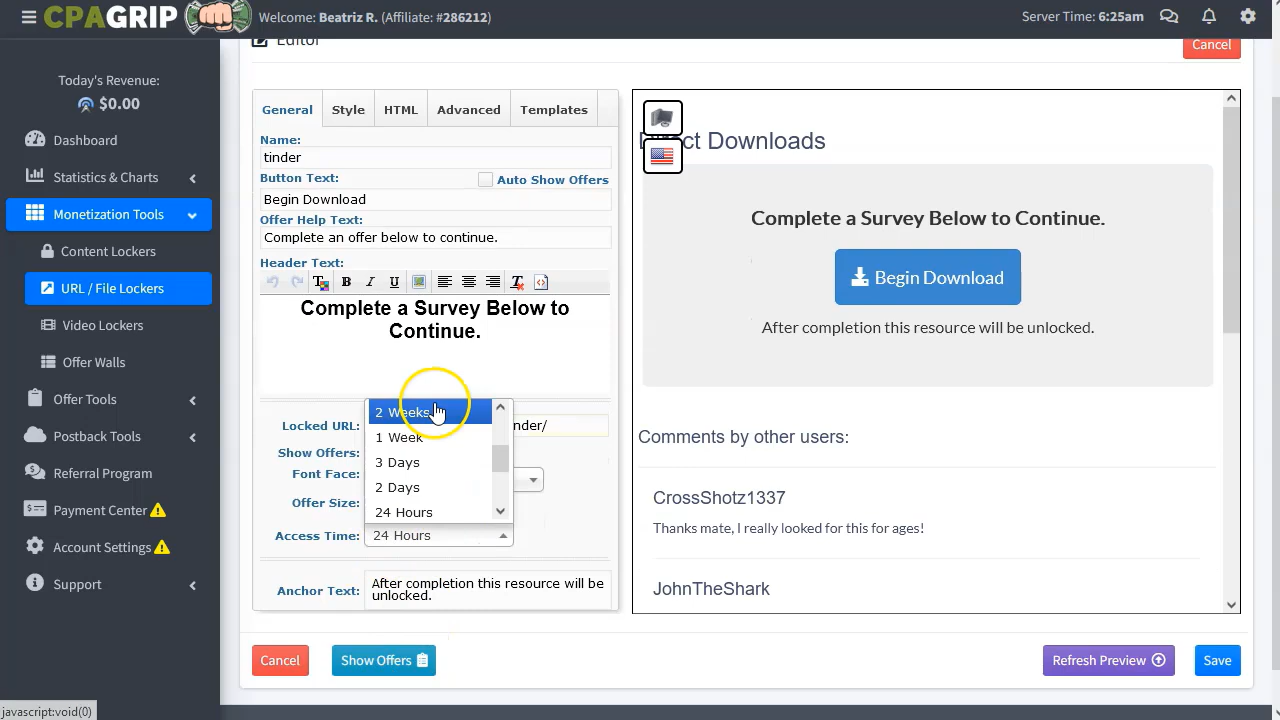 CPAGRIP
Welcome: Beatriz R. (Affiliate: #286212)
Server Time: 6:25am
Today's Revenue:
$0.00
Dashboard
Statistics & Charts
Monetization Tools
Content Lockers
URL / File Lockers
Video Lockers
Offer Walls
Offer Tools
Postback Tools
Referral Program
Payment Center
Account Settings
Support
Editor
Cancel
General Style HTML Advanced Templates
Name:
tinder
Button Text:
Auto Show Offers
Begin Download
Offer Help Text:
Complete an offer below to continue.
Header Text:
B I U
Complete a Survey Below to
Continue.
Locked URL:
nder/
Show Offers:
Font Face:
Offer Size:
2 Weeks
1 Week
3 Days
2 Days
24 Hours
Access Time: 24 Hours
Anchor Text:
After completion this resource will be
unlocked.
ct Downloads
Complete a Survey Below to Continue.
Begin Download
After completion this resource will be unlocked.
Comments by other users:
CrossShotz1337
Thanks mate, I really looked for this for ages!
JohnTheShark
Cancel
Show Offers
Refresh Preview
Save
javascript:void(0)